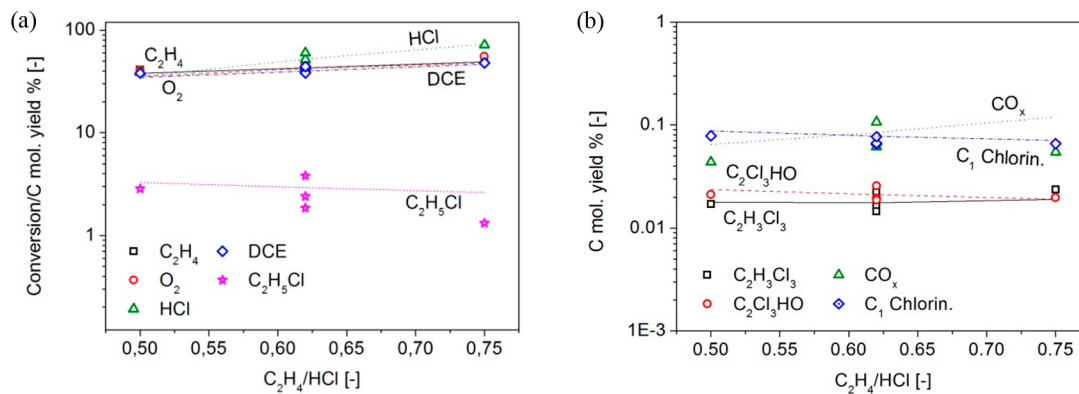 (a)
Conversion/C mol. yield % [-]
100
10
1
C₂H₄
O₂
HCl
DCE
C₂H₅Cl
C₂H₄
DCE
O₂
C₂H₅Cl
HCl
0,50 0,55 0,60 0,65 0,70 0,75
C₂H₄/HCl [-]
(b)
C mol. yield % [-]
1
0.1
0.01
1E-3
COₓ
C₁ Chlorin.
C₂Cl₃HO
C₂H₃Cl₃
C₂H₃Cl₃
COₓ
C₂Cl₃HO
C₁ Chlorin.
0.50 0.55 0.60 0.65 0.70 0.75
C₂H₄/HCl [-]